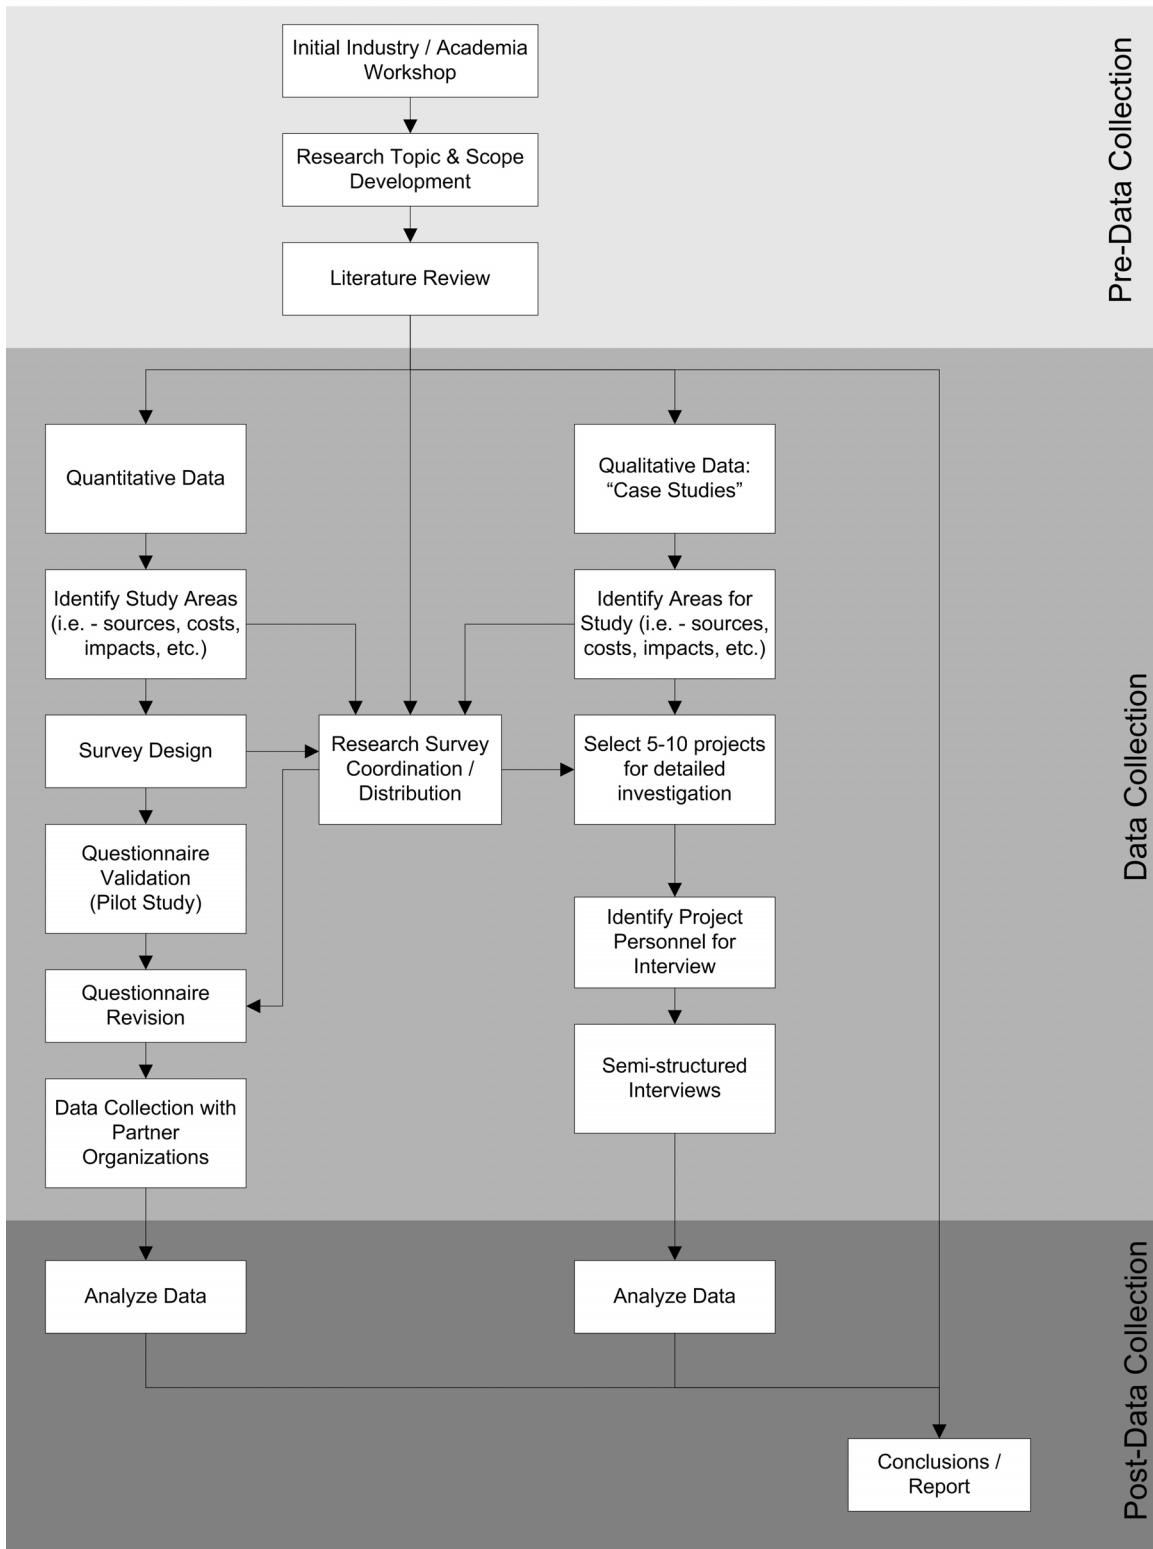 Initial Industry / Academia
Workshop
Research Topic & Scope
Development
Literature Review
Pre-Data Collection
Quantitative Data
Qualitative Data:
“Case Studies”
Identify Study Areas
(i.e. - sources, costs,
impacts, etc.)
Identify Areas for
Study (i.e. - sources,
costs, impacts, etc.)
Survey Design
Research Survey
Coordination /
Distribution
Select 5-10 projects
for detailed
investigation
Questionnaire
Validation
(Pilot Study)
Identify Project
Personnel for
Interview
Questionnaire
Revision
Semi-structured
Interviews
Data Collection with
Partner
Organizations
Data Collection
Analyze Data
Analyze Data
Conclusions /
Report
Post-Data Collection